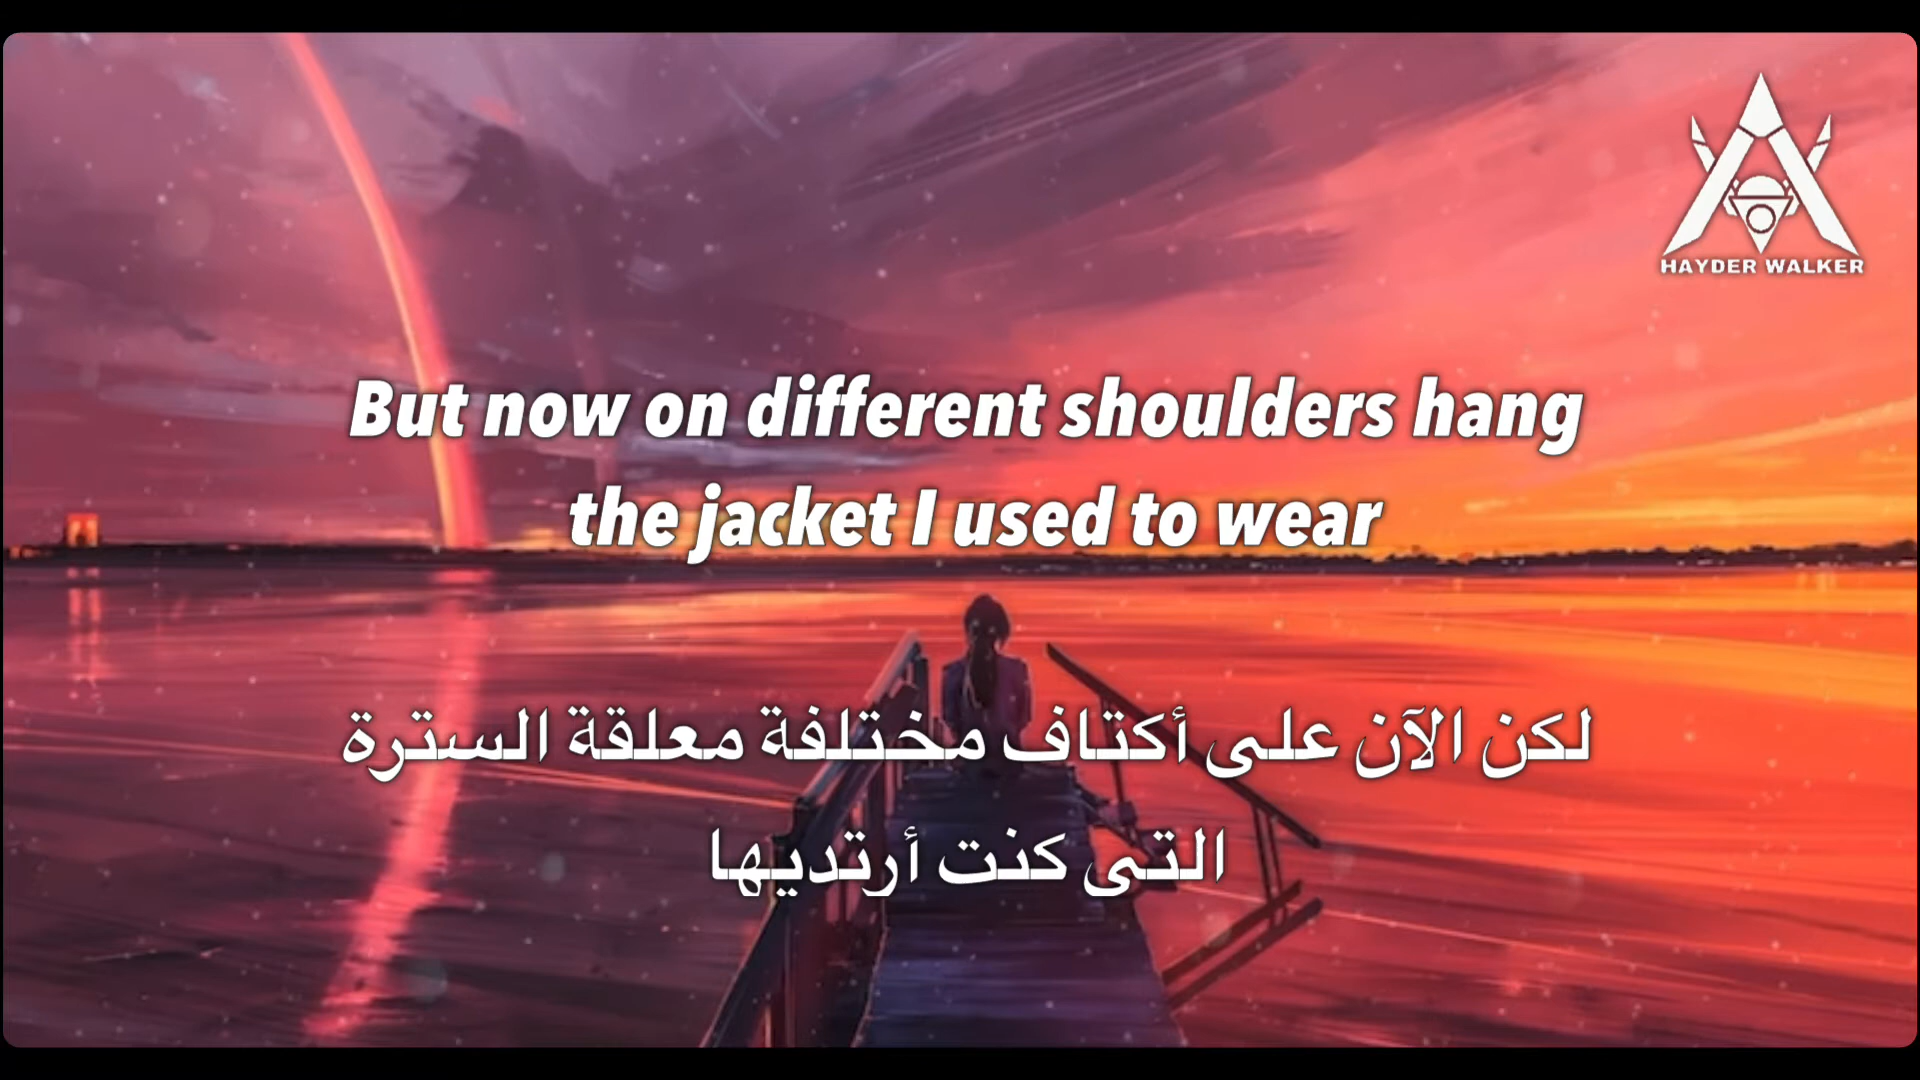 HAYDER WALKER
But now on different shoulders hang
the jacket I used to wear
لكن الآن على أكتاف مختلفة معلقة السترة
التى كنت أرتديها